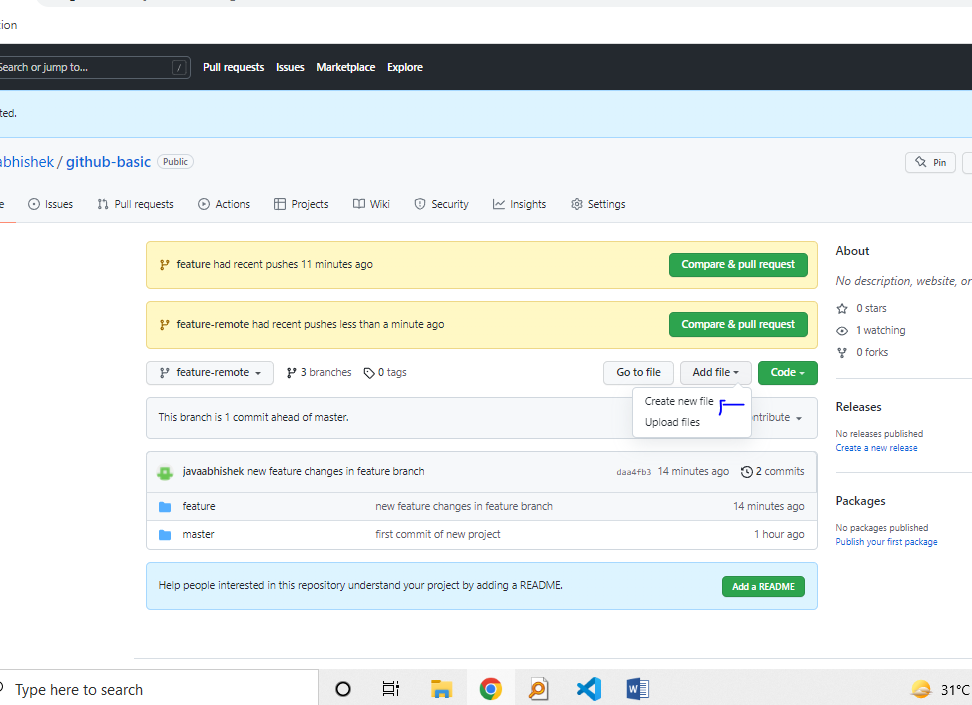 ion
Search or jump to... /
Pull requests Issues Marketplace Explore
ted.
abhishek / github-basic Public
Pin
e Issues Pull requests Actions Projects Wiki Security Insights Settings
feature had recent pushes 11 minutes ago
Compare & pull request
feature-remote had recent pushes less than a minute ago
Compare & pull request
feature-remote 3 branches 0 tags
Go to file Add file Code
Create new file
Upload files
This branch is 1 commit ahead of master.
ntribute
javaabhishek new feature changes in feature branch daa4fb3 14 minutes ago 2 commits
feature new feature changes in feature branch 14 minutes ago
master first commit of new project 1 hour ago
Help people interested in this repository understand your project by adding a README.
Add a README
About
No description, website, or
0 stars
1 watching
0 forks
Releases
No releases published
Create a new release
Packages
No packages published
Publish your first package
Type here to search
W
31°C